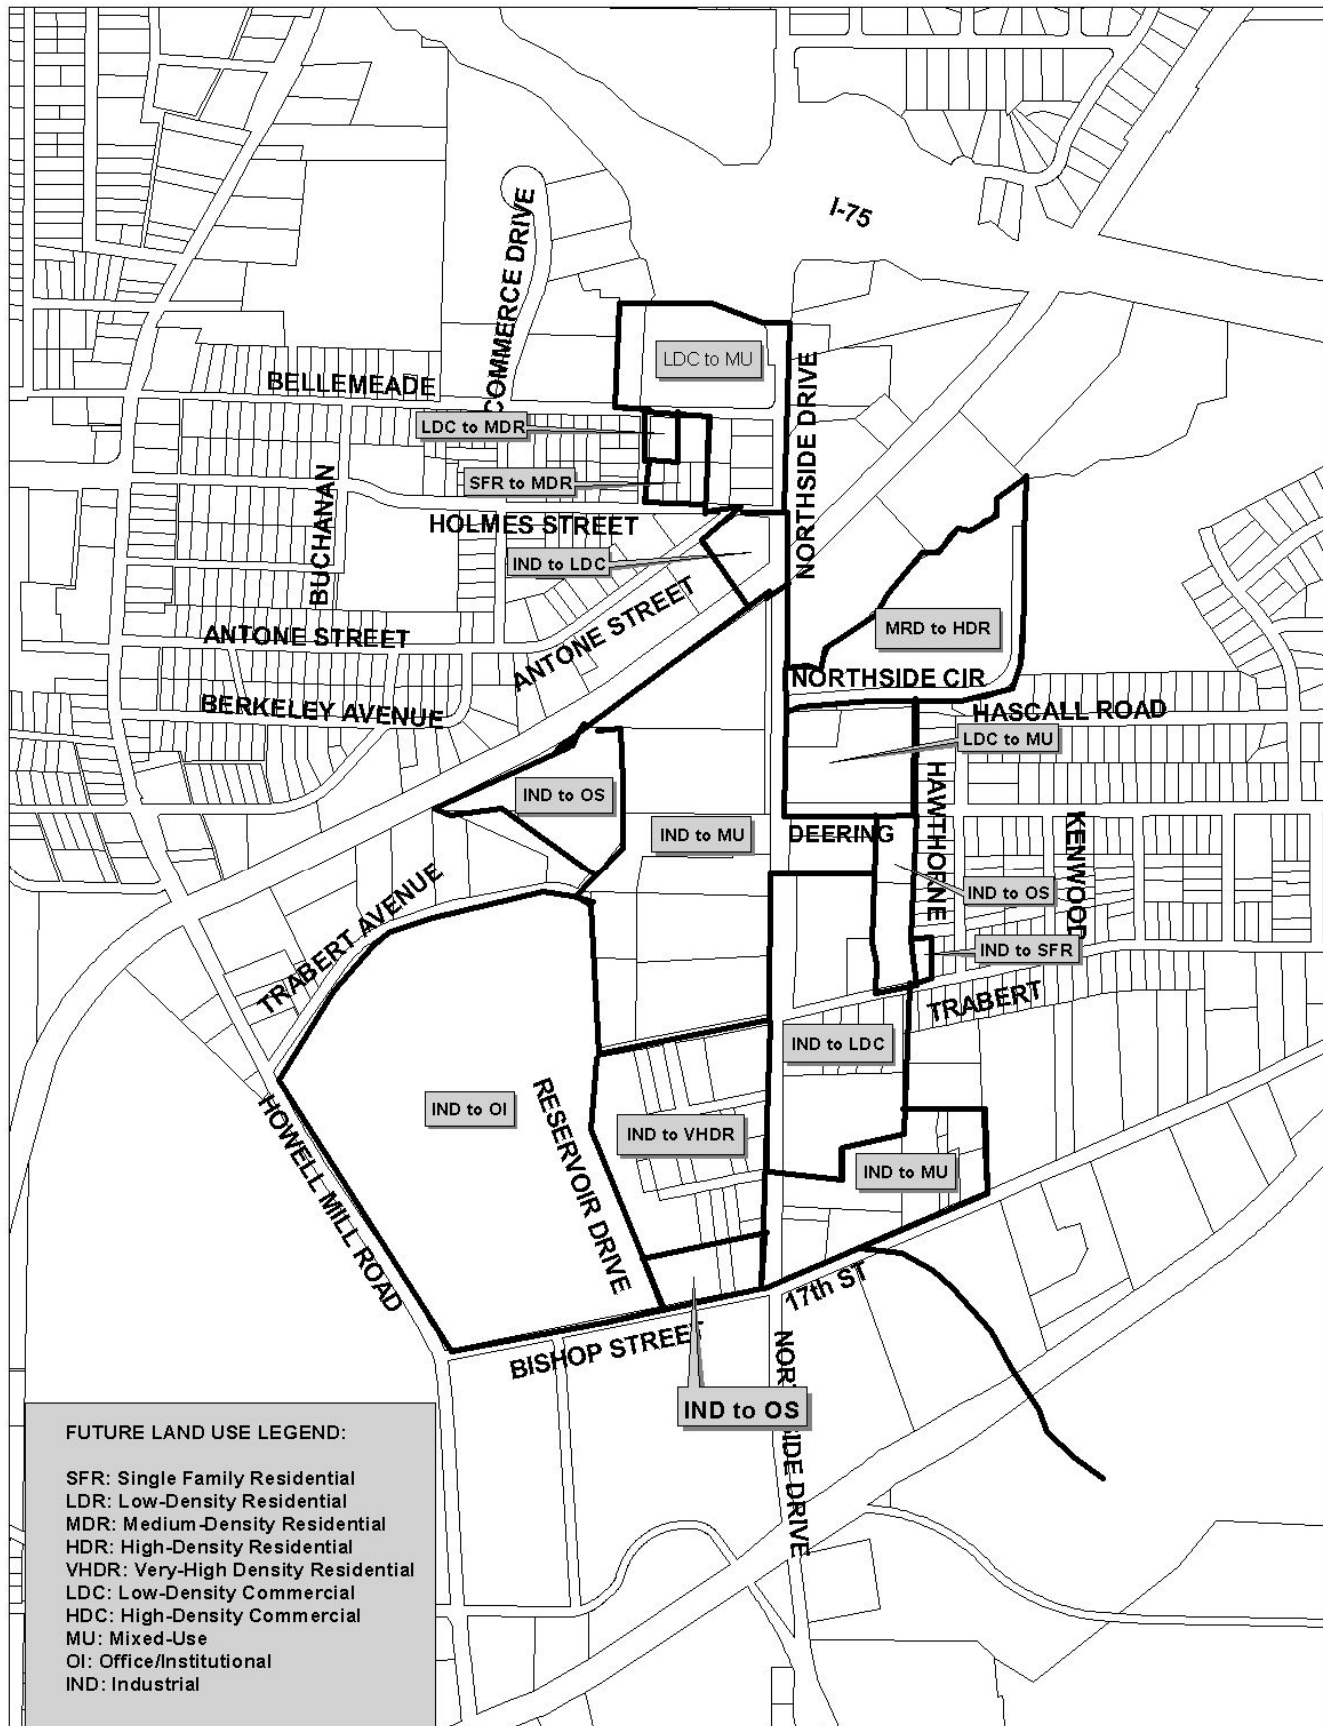 I-75
COMMERCE DRIVE
LDC to MU
BELLEMEADE
NORTHSIDE DRIVE
LDC to MDR
SFR to MDR
BUCHANAN
HOLMES STREET
IND to LDC
ANTONE STREET
ANTONE STREET
MRD to HDR
NORTHSIDE CIR
BERKELEY AVENUE
HASCALL ROAD
LDC to MU
IND to OS
IND to MU
DEERING
HAWTHORNE
KENWOOD
IND to OS
TRABERT AVENUE
IND to SFR
TRABERT
IND to LDC
IND to OI
RESERVOIR DRIVE
IND to VHDR
IND to MU
HOWELL MILL ROAD
17th ST
BISHOP STREET
NORTHSIDE DRIVE
IND to OS
FUTURE LAND USE LEGEND:
SFR: Single Family Residential
LDR: Low-Density Residential
MDR: Medium-Density Residential
HDR: High-Density Residential
VHDR: Very-High Density Residential
LDC: Low-Density Commercial
HDC: High-Density Commercial
MU: Mixed-Use
OI: Office/Institutional
IND: Industrial